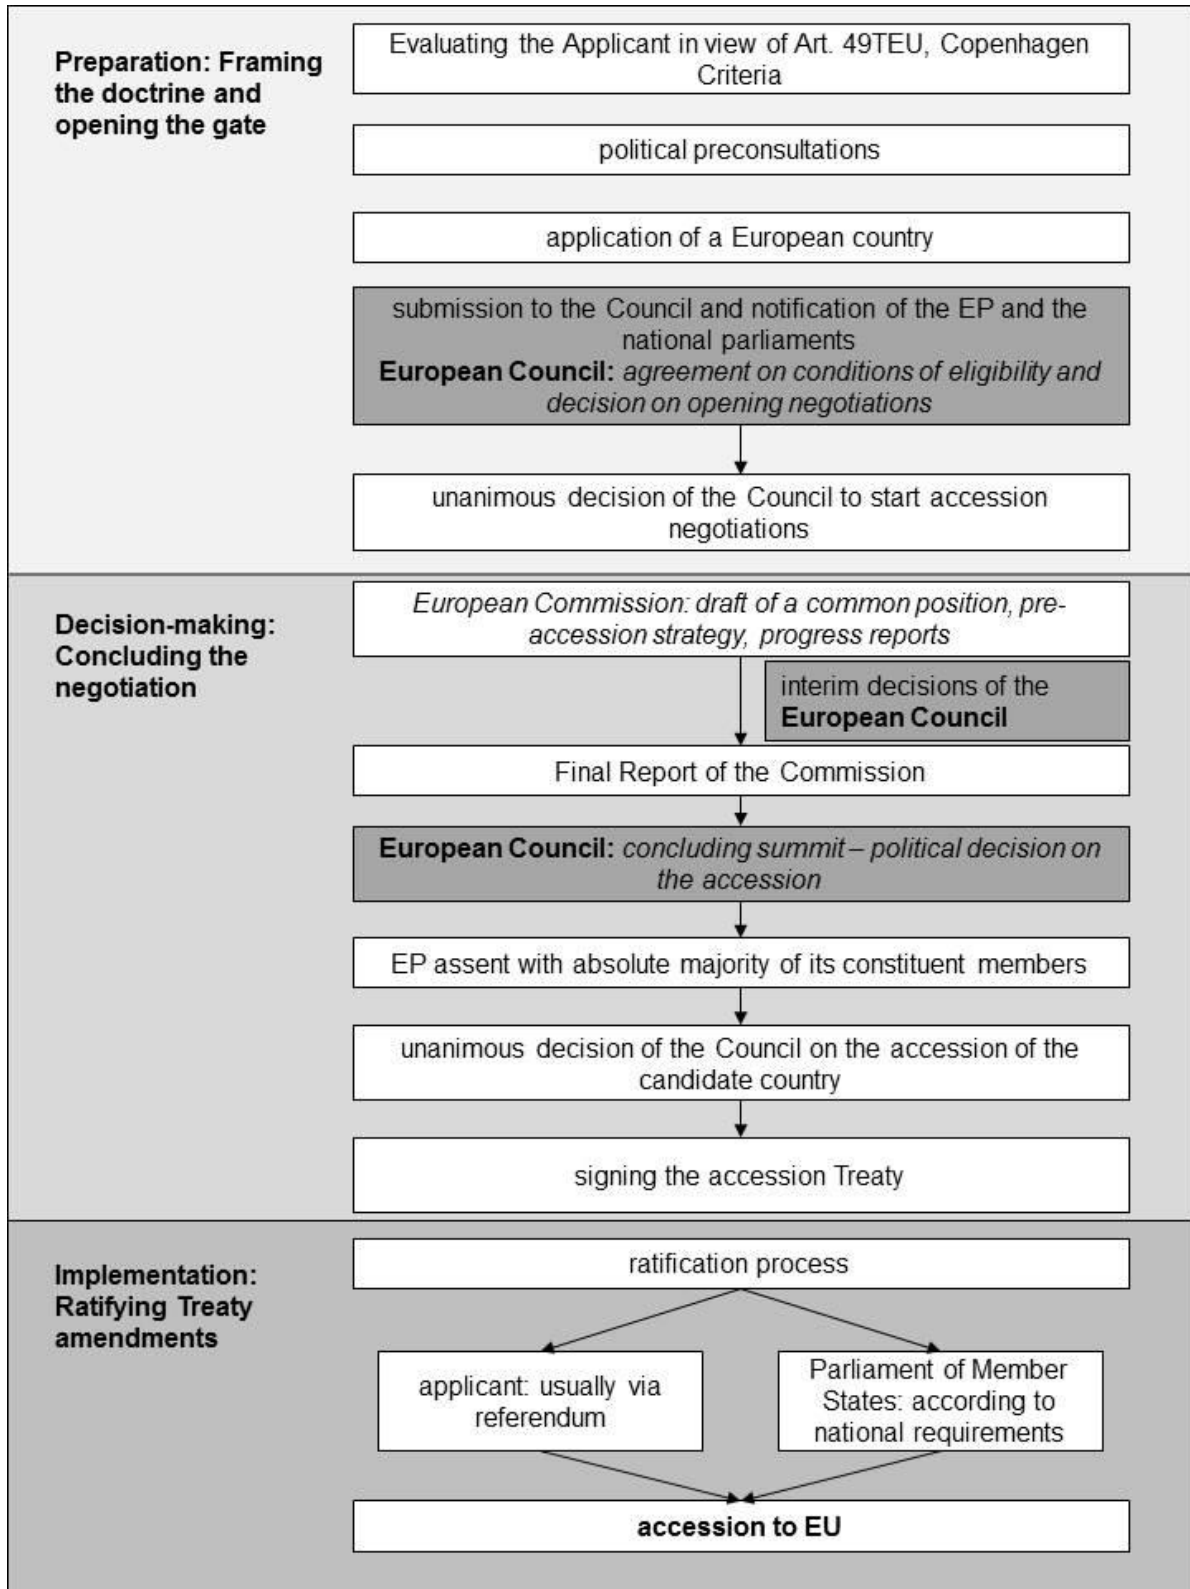 Preparation: Framing
the doctrine and
opening the gate
Evaluating the Applicant in view of Art. 49TEU, Copenhagen
Criteria
political preconsultations
application of a European country
submission to the Council and notification of the EP and the
national parliaments
European Council: agreement on conditions of eligibility and
decision on opening negotiations
unanimous decision of the Council to start accession
negotiations
Decision-making:
Concluding the
negotiation
European Commission: draft of a common position, pre-
accession strategy, progress reports
interim decisions of the
European Council
Final Report of the Commission
European Council: concluding summit – political decision on
the accession
EP assent with absolute majority of its constituent members
unanimous decision of the Council on the accession of the
candidate country
signing the accession Treaty
Implementation:
Ratifying Treaty
amendments
ratification process
applicant: usually via
referendum
Parliament of Member
States: according to
national requirements
accession to EU